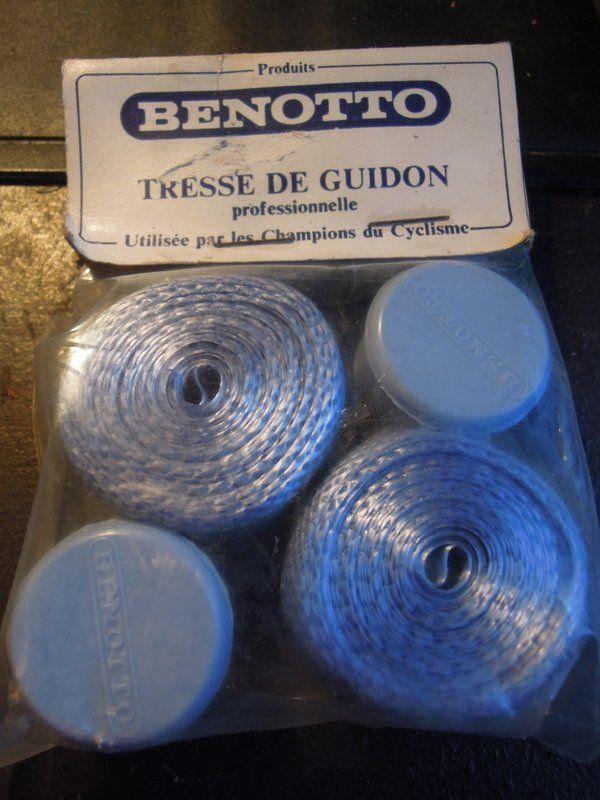 Produits
BENOTTO
TRESSE DE GUIDON
professionnelle
Utilisée par les Champions du Cyclisme
BENOTTO
BENOTTO